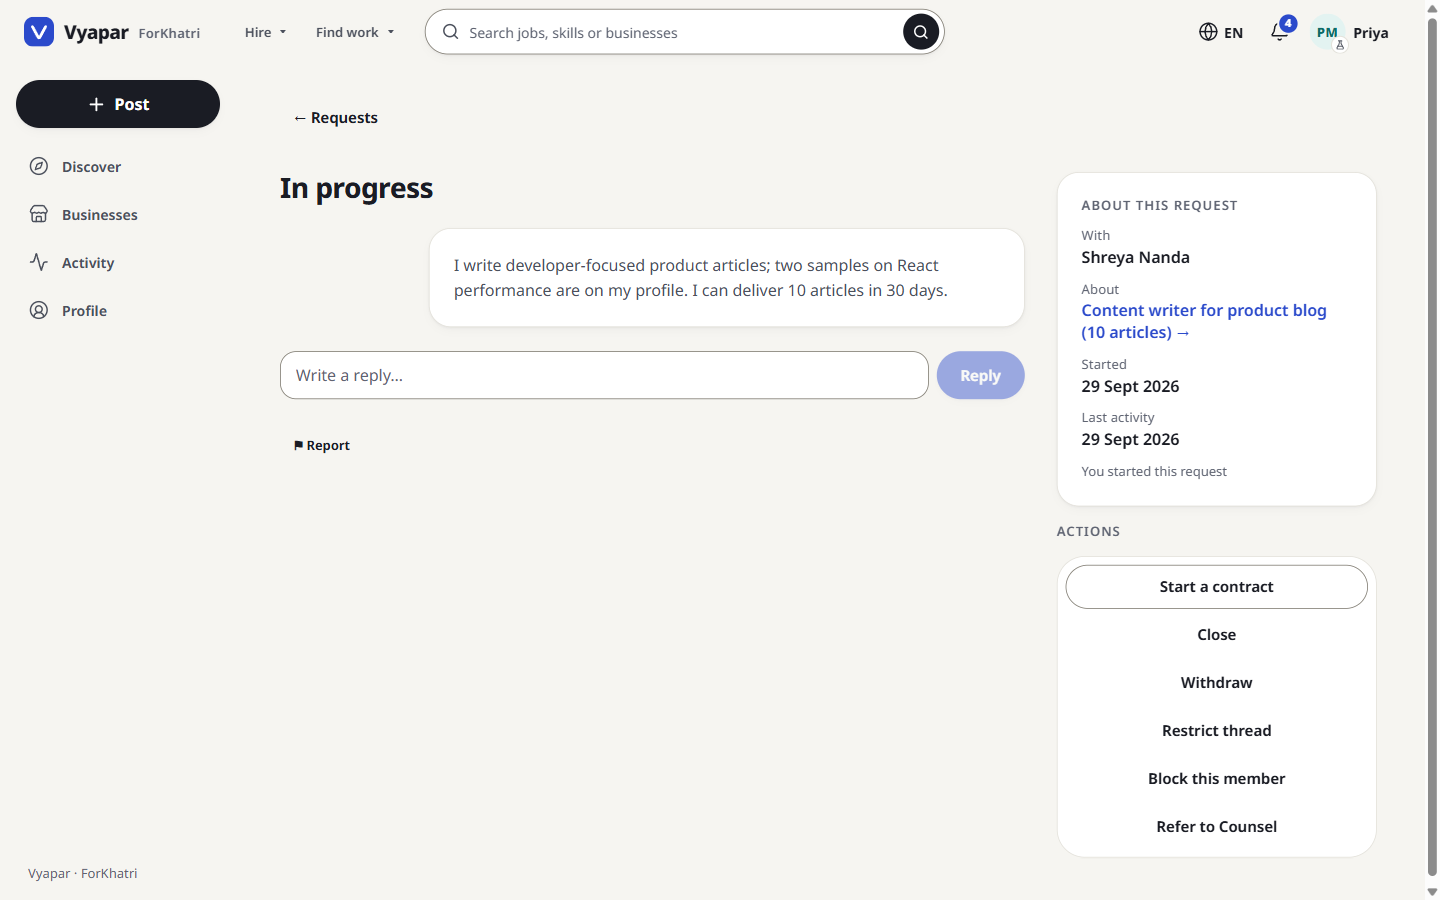 Vyapar ForKhatri
Hire
Find work
Search jobs, skills or businesses
EN
4
PM
Priya
+ Post
Discover
Businesses
Activity
Profile
← Requests
In progress
I write developer-focused product articles; two samples on React
performance are on my profile. I can deliver 10 articles in 30 days.
Write a reply...
Reply
Report
ABOUT THIS REQUEST
With
Shreya Nanda
About
Content writer for product blog
(10 articles) →
Started
29 Sept 2026
Last activity
29 Sept 2026
You started this request
ACTIONS
Start a contract
Close
Withdraw
Restrict thread
Block this member
Refer to Counsel
Vyapar · ForKhatri